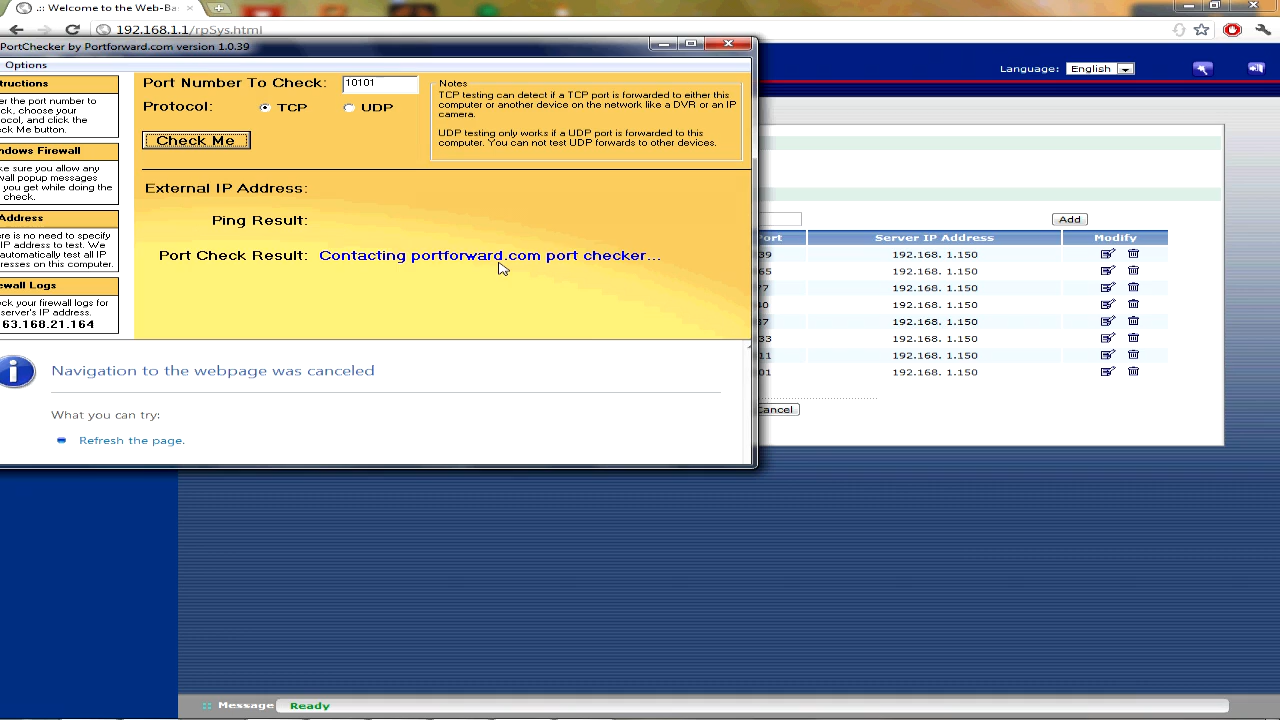 .:: Welcome to the Web-Ba
192.168.1.1/rpSys.html
PortChecker by Portforward.com version 1.0.39
Options
tructions
er the port number to
ck, choose your
ocol, and click the
ck Me button.
ndows Firewall
ke sure you allow any
vall popup messages
you get while doing the
check.
Address
ere is no need to specify
IP address to test. We
automatically test all IP
resses on this computer.
ewall Logs
ck your firewall logs for
server's IP address.
63.168.21.164
Port Number To Check: 10101
Protocol: TCP UDP
Check Me
Notes
TCP testing can detect if a TCP port is forwarded to either this
computer or another device on the network like a DVR or an IP
camera.
UDP testing only works if a UDP port is forwarded to this
computer. You can not test UDP forwards to other devices.
External IP Address:
Ping Result:
Port Check Result: Contacting portforward.com port checker...
Navigation to the webpage was canceled
What you can try:
Refresh the page.
Language: English
Add
ort Server IP Address Modify
39 192.168. 1.150
65 192.168. 1.150
77 192.168. 1.150
40 192.168. 1.150
37 192.168. 1.150
33 192.168. 1.150
11 192.168. 1.150
01 192.168. 1.150
Cancel
Message Ready